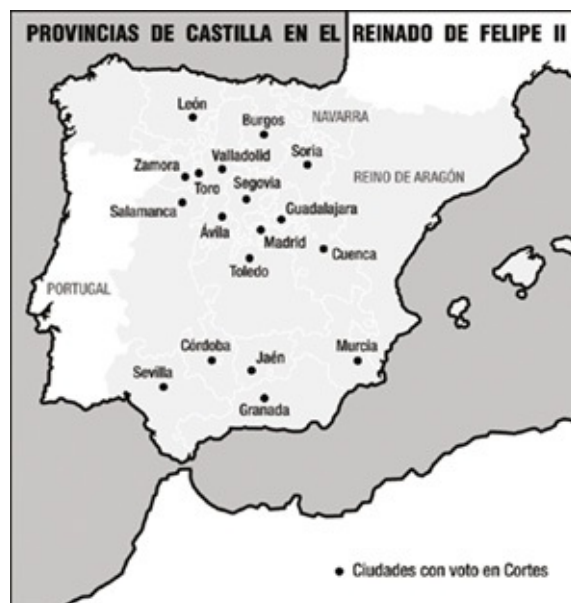 PROVINCIAS DE CASTILLA EN EL REINADO DE FELIPE II
León
Burgos
NAVARRA
Zamora
Valladolid
Soria
Toro
Segovia
REINO DE ARAGÓN
Salamanca
Guadalajara
Ávila
Madrid
Cuenca
Toledo
PORTUGAL
Córdoba
Jaén
Murcia
Sevilla
Granada
Ciudades con voto en Cortes